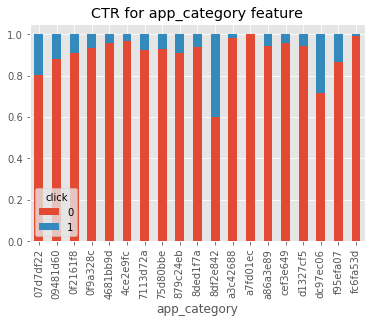 CTR for app_category feature
1.0
0.8
0.6
0.4
0.2
0.0
click
0
1
07d7df22
09481d60
0f2161f8
0f9a328c
4681bb9d
4ce2e9fc
7113d72a
75d80bbe
879c24eb
8ded1f7a
8df2e842
a3c42688
a7fd01ec
a86a3e89
cef3e649
d1327cf5
dc97ec06
f95efa07
fc6fa53d
app_category